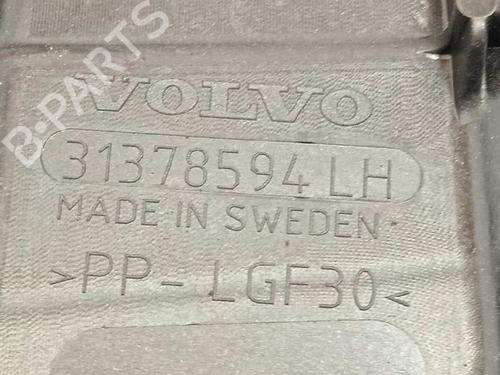 VOLVO
B-PARTS
31378594 LH
MADE IN SWEDEN
>PP-LGF30<